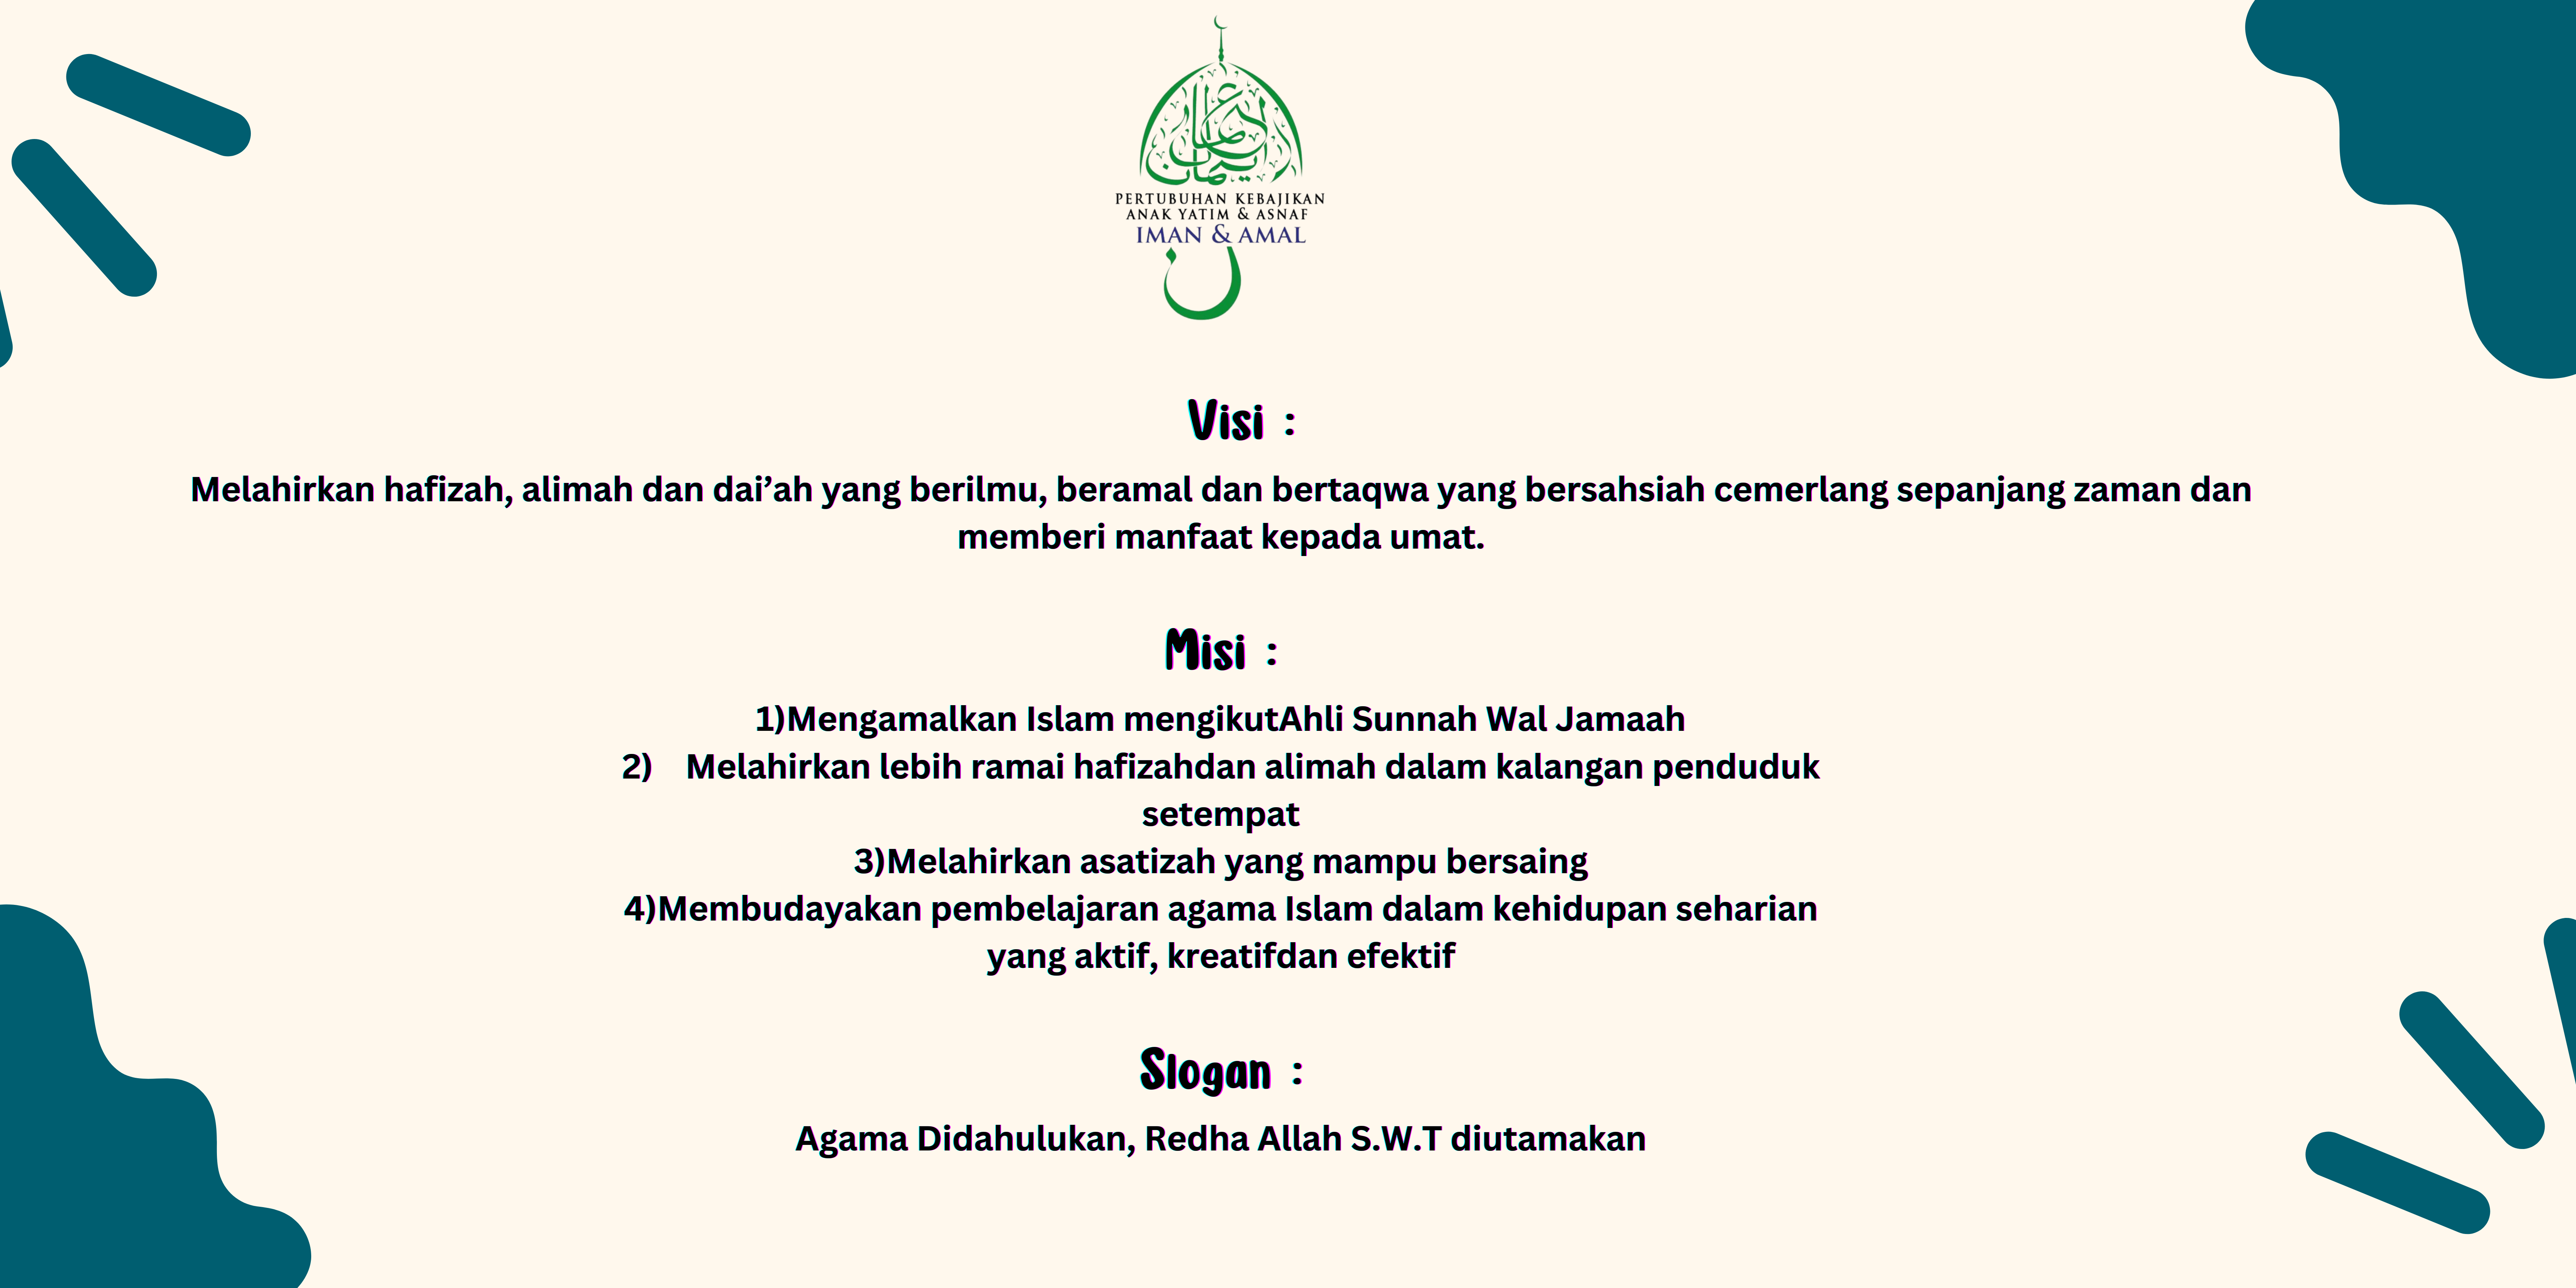 ايمان
عمل
PERTUBUHAN KEBAJIKAN
ANAK YATIM & ASNAF
IMAN & AMAL
ن
Visi :
Melahirkan hafizah, alimah dan dai’ah yang berilmu, beramal dan bertaqwa yang bersahsiah cemerlang sepanjang zaman dan
memberi manfaat kepada umat.
Misi :
1)Mengamalkan Islam mengikutAhli Sunnah Wal Jamaah
2) Melahirkan lebih ramai hafizahdan alimah dalam kalangan penduduk
setempat
3)Melahirkan asatizah yang mampu bersaing
4)Membudayakan pembelajaran agama Islam dalam kehidupan seharian
yang aktif, kreatifdan efektif
Slogan :
Agama Didahulukan, Redha Allah S.W.T diutamakan